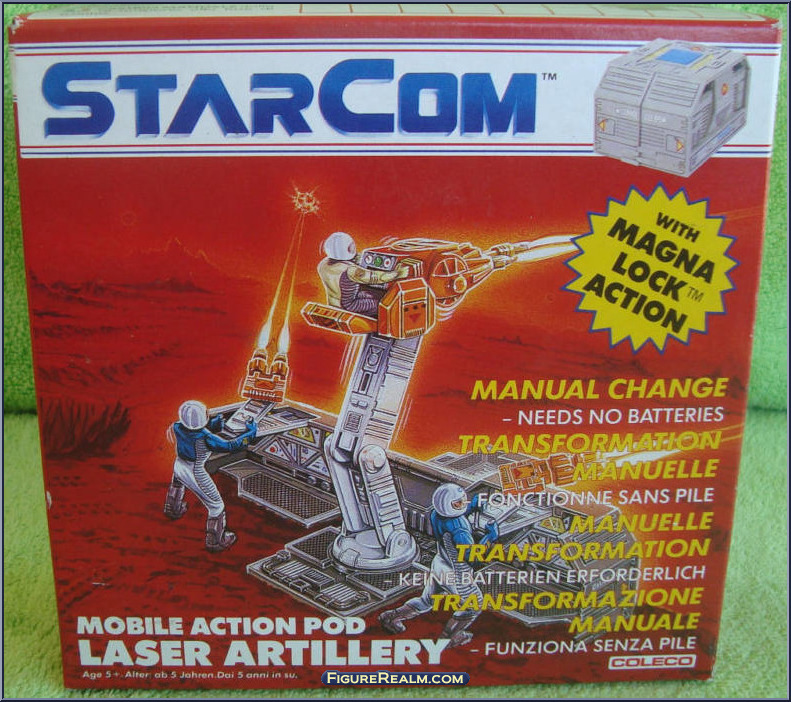 STARCOM™
WITH
MAGNA
LOCK™
ACTION
MANUAL CHANGE
– NEEDS NO BATTERIES
TRANSFORMATION
MANUELLE
FONCTIONNE SANS PILE
MANUELLE
TRANSFORMATION
– KEINE BATTERIEN ERFORDERLICH
TRANSFORMAZIONE
MANUALE
– FUNZIONA SENZA PILE
COLECO
MOBILE ACTION POD
LASER ARTILLERY
Age 5+. Alter: ab 5 Jahren. Dai 5 anni in su.
FIGUREREALM.COM